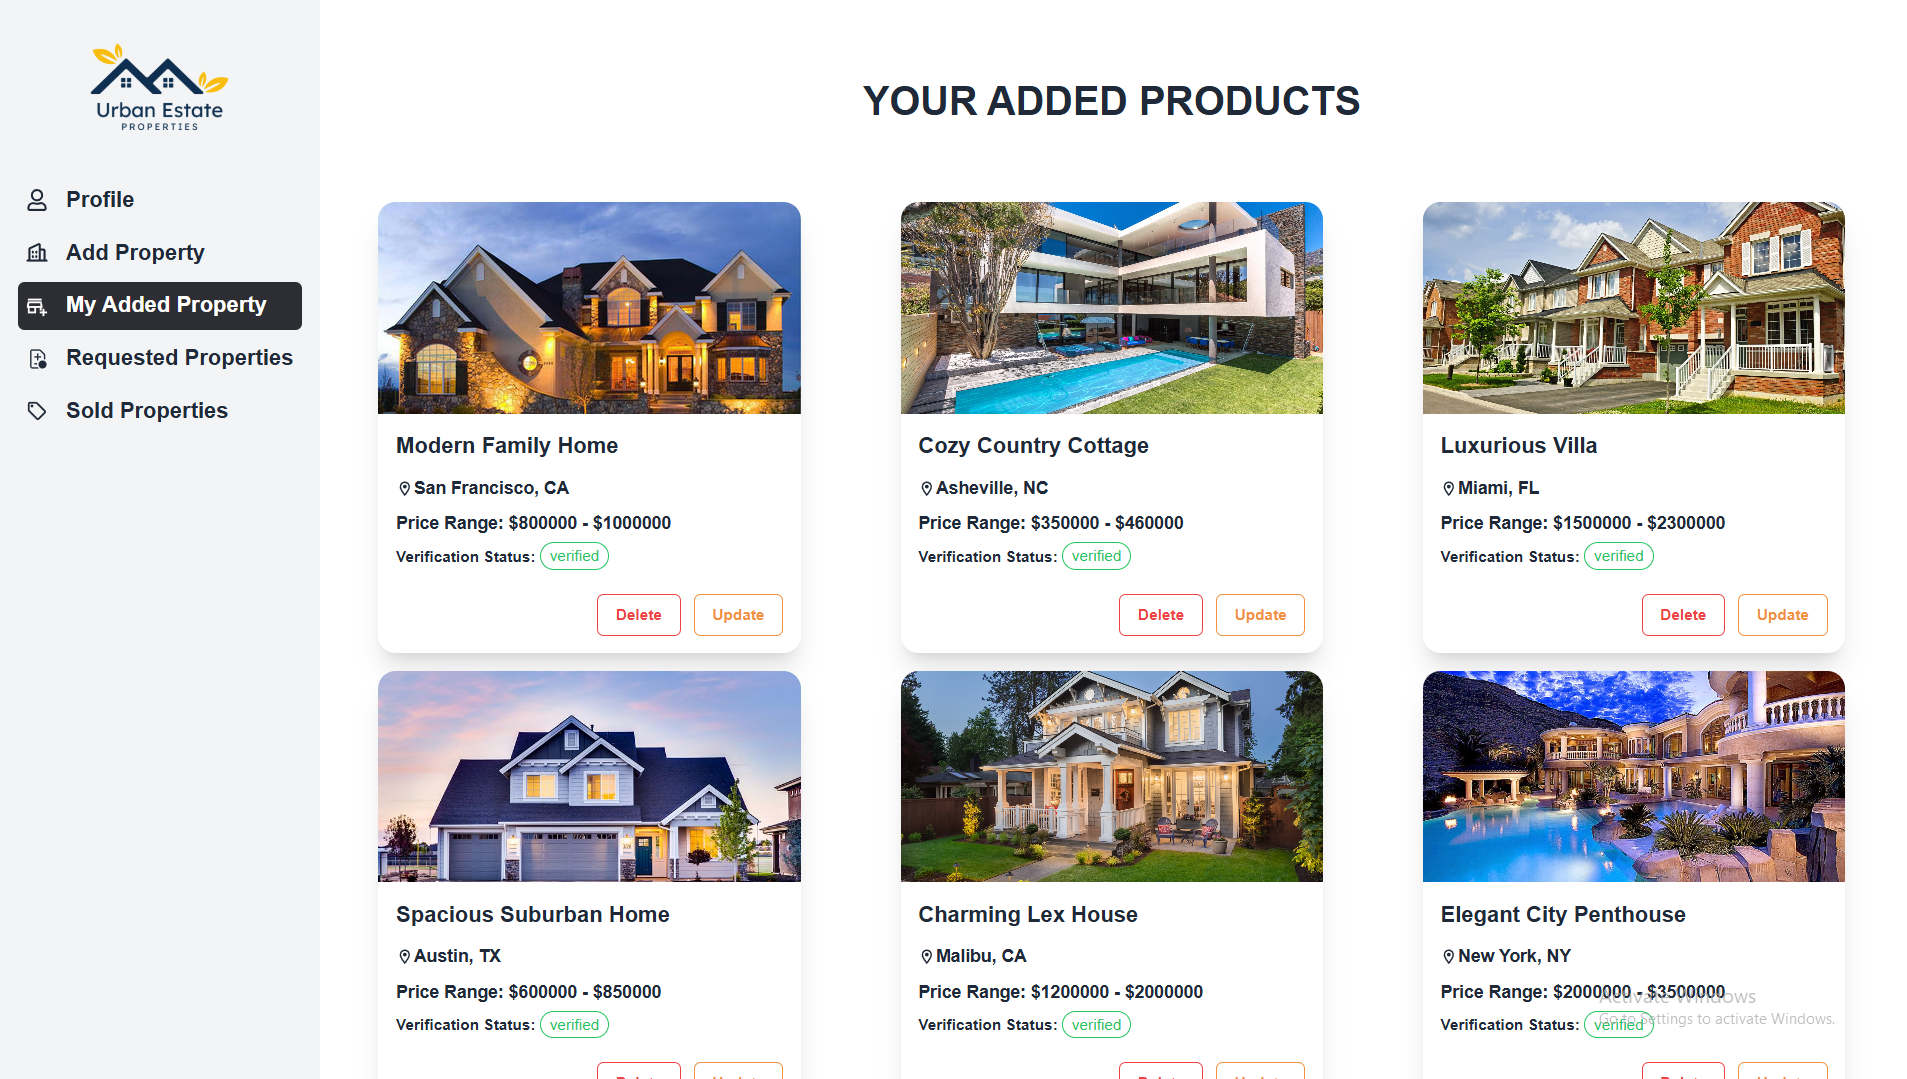 Urban Estate
PROPERTIES
Profile
Add Property
My Added Property
Requested Properties
Sold Properties
YOUR ADDED PRODUCTS
Modern Family Home
San Francisco, CA
Price Range: $800000 - $1000000
Verification Status: verified
Delete Update
Cozy Country Cottage
Asheville, NC
Price Range: $350000 - $460000
Verification Status: verified
Delete Update
Luxurious Villa
Miami, FL
Price Range: $1500000 - $2300000
Verification Status: verified
Delete Update
Spacious Suburban Home
Austin, TX
Price Range: $600000 - $850000
Verification Status: verified
Charming Lex House
Malibu, CA
Price Range: $1200000 - $2000000
Verification Status: verified
Elegant City Penthouse
New York, NY
Price Range: $2000000 - $3500000
Verification Status: verified
Activate Windows
Go to Settings to activate Windows.